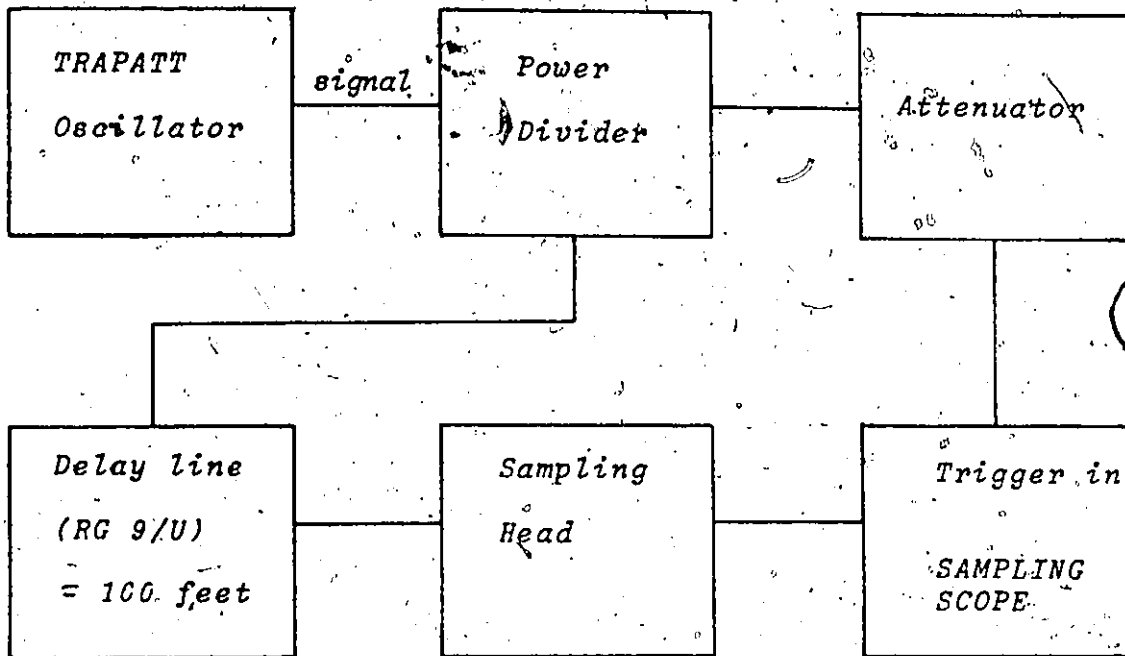 TRAPATT
Oscillator
signal
Power
Divider
Attenuator
Delay line
(RG 9/U)
= 100 feet
Sampling
Head
Trigger in
SAMPLING
SCOPE